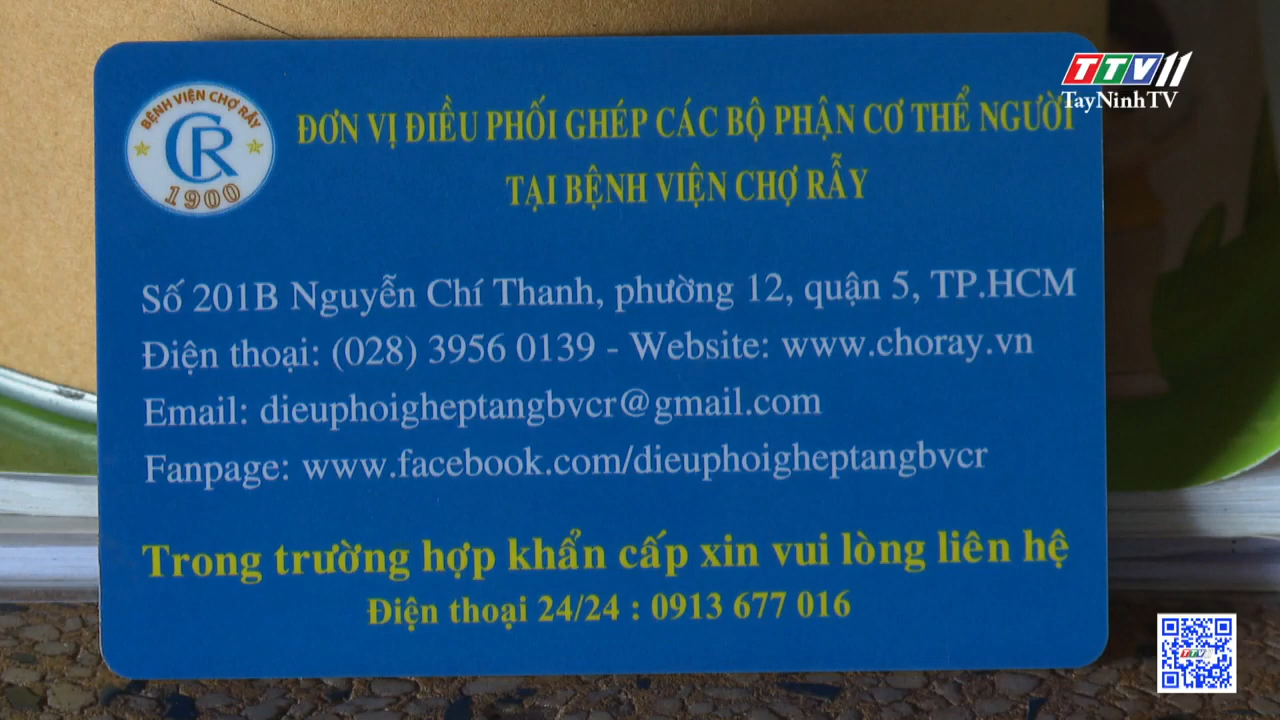 TTV11
TayNinhTV
BỆNH VIỆN CHỢ RẪY
CR
1900
ĐƠN VỊ ĐIỀU PHỐI GHÉP CÁC BỘ PHẬN CƠ THỂ NGƯỜI
TẠI BỆNH VIỆN CHỢ RẪY
Số 201B Nguyễn Chí Thanh, phường 12, quận 5, TP.HCM
Điện thoại: (028) 3956 0139 - Website: www.choray.vn
Email: dieuphoigheptangbvcr@gmail.com
Fanpage: www.facebook.com/dieuphoigheptangbvcr
Trong trường hợp khẩn cấp xin vui lòng liên hệ
Điện thoại 24/24 : 0913 677 016
TTV11